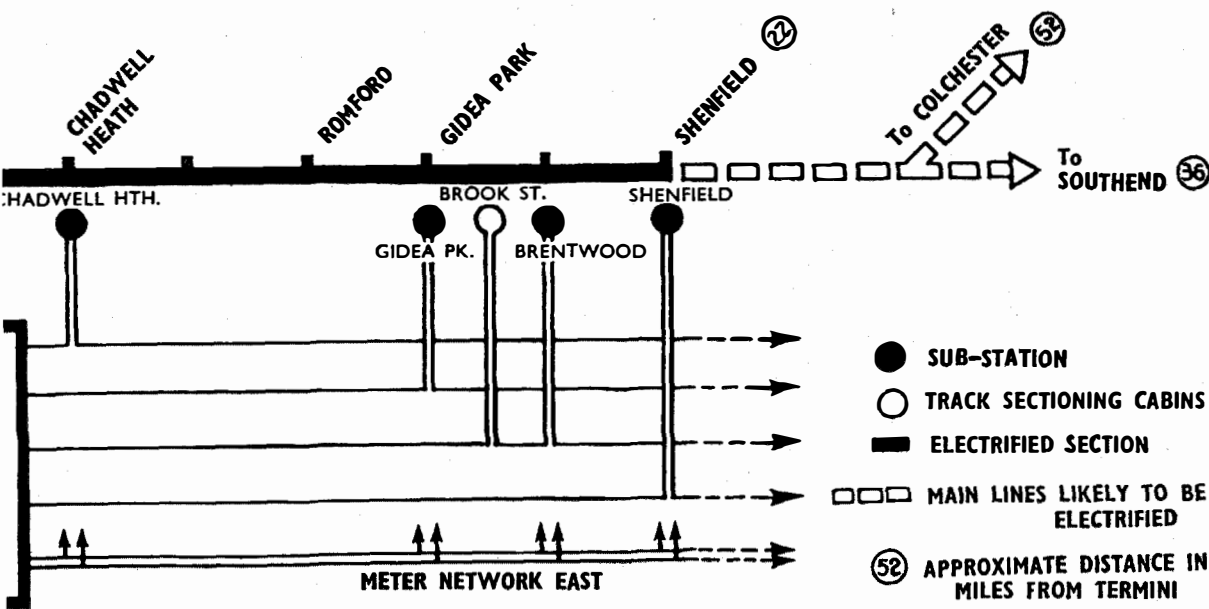 CHADWELL
HEATH
ROMFORD
GIDEA PARK
SHENFIELD 22
To COLCHESTER 52
To
SOUTHEND 36
CHADWELL HTH.
BROOK ST.
SHENFIELD
GIDEA PK.
BRENTWOOD
SUB-STATION
TRACK SECTIONING CABINS
ELECTRIFIED SECTION
MAIN LINES LIKELY TO BE
ELECTRIFIED
52 APPROXIMATE DISTANCE IN
MILES FROM TERMINI
METER NETWORK EAST